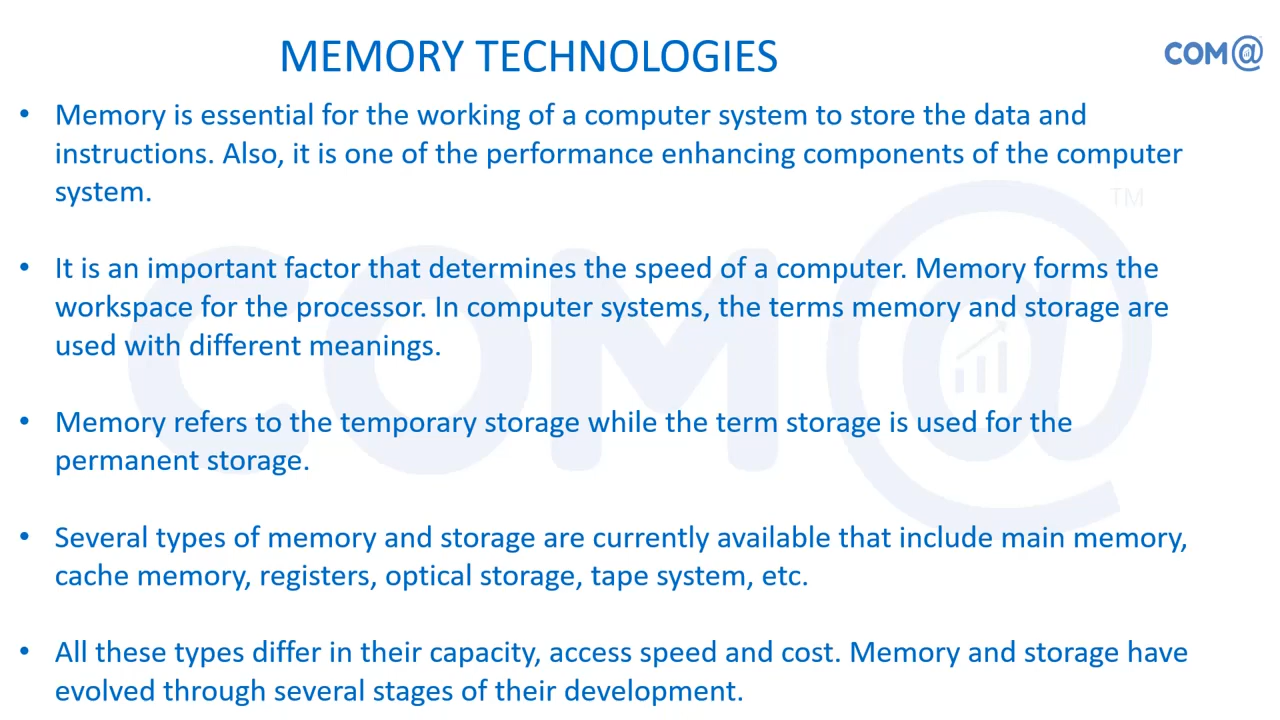 MEMORY TECHNOLOGIES
COM@
• Memory is essential for the working of a computer system to store the data and
instructions. Also, it is one of the performance enhancing components of the computer
system.
TM
• It is an important factor that determines the speed of a computer. Memory forms the
workspace for the processor. In computer systems, the terms memory and storage are
used with different meanings.
COM@
• Memory refers to the temporary storage while the term storage is used for the
permanent storage.
• Several types of memory and storage are currently available that include main memory,
cache memory, registers, optical storage, tape system, etc.
• All these types differ in their capacity, access speed and cost. Memory and storage have
evolved through several stages of their development.